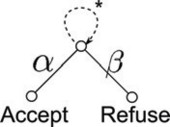 *
α β
Accept Refuse